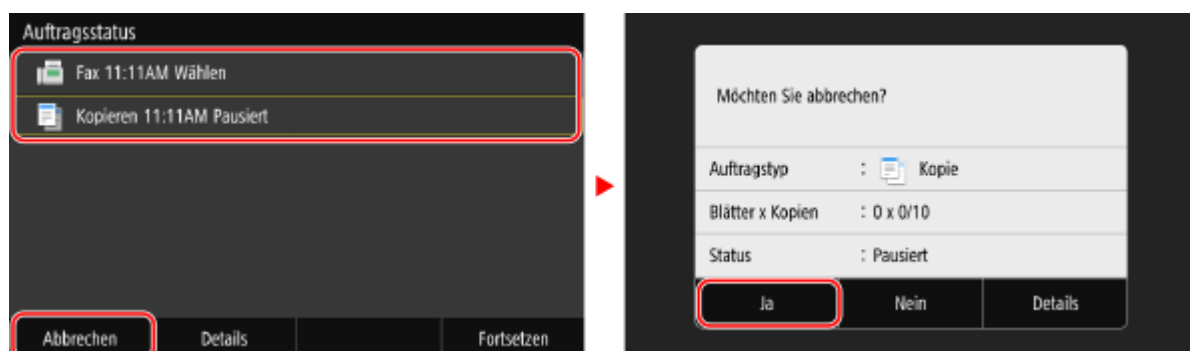 Auftragsstatus
Fax 11:11AM Wählen
Kopieren 11:11AM Pausiert
Abbrechen Details Fortsetzen
Möchten Sie abbrechen?
Auftragstyp : Kopie
Blätter x Kopien : 0 x 0/10
Status : Pausiert
Ja Nein Details